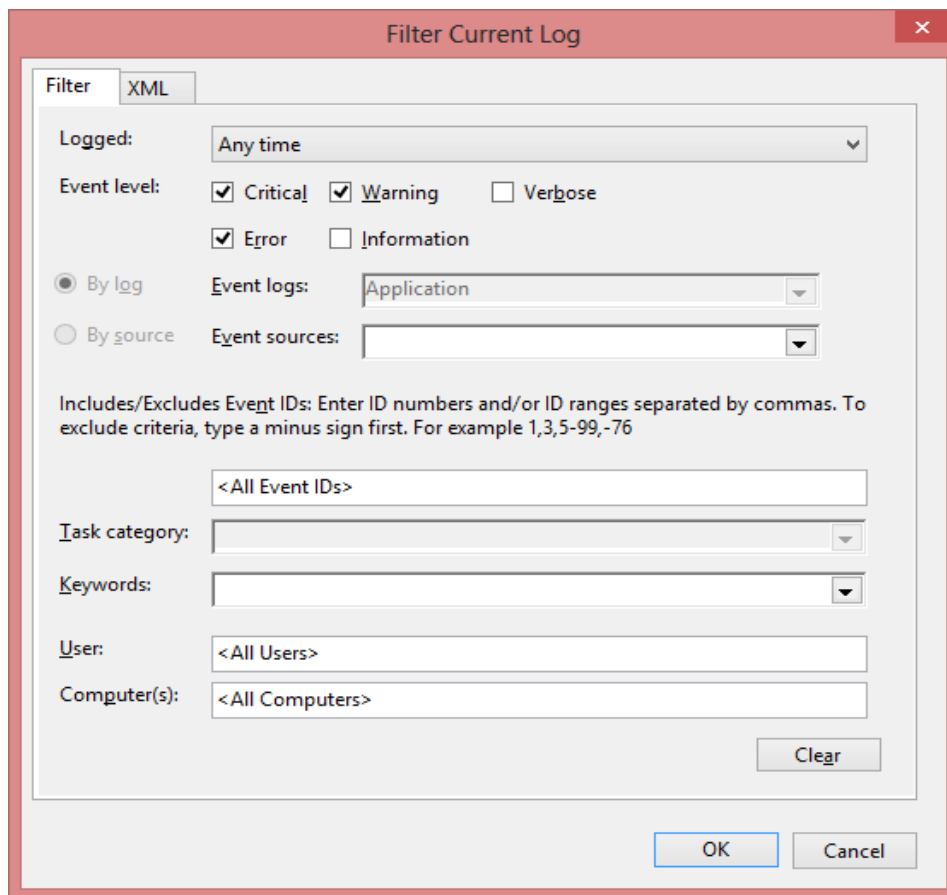 Filter Current Log
Filter XML
Logged: Any time
Event level: Critical Warning Verbose
Error Information
By log Event logs: Application
By source Event sources:
Includes/Excludes Event IDs: Enter ID numbers and/or ID ranges separated by commas. To
exclude criteria, type a minus sign first. For example 1,3,5-99,-76
<All Event IDs>
Task category:
Keywords:
User: <All Users>
Computer(s): <All Computers>
Clear
OK Cancel